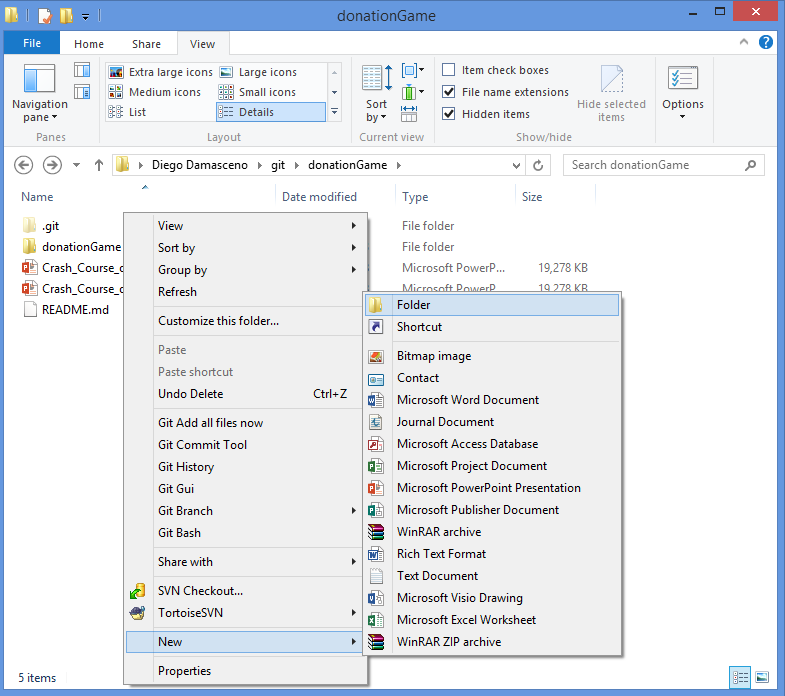 donationGame
File Home Share View
Navigation pane
Extra large icons Large icons
Medium icons Small icons
List Details
Sort by
Item check boxes
File name extensions
Hidden items
Hide selected items
Options
Panes Layout Current view Show/hide
Diego Damasceno git donationGame
Search donationGame
Name Date modified Type Size
.git File folder
donationGame File folder
Crash_Course_ Microsoft PowerP... 19,278 KB
Crash_Course_ Microsoft PowerP... 19,278 KB
README.md
View
Sort by
Group by
Refresh
Customize this folder...
Paste
Paste shortcut
Undo Delete Ctrl+Z
Git Add all files now
Git Commit Tool
Git History
Git Gui
Git Branch
Git Bash
Share with
SVN Checkout...
TortoiseSVN
New
Properties
Folder
Shortcut
Bitmap image
Contact
Microsoft Word Document
Journal Document
Microsoft Access Database
Microsoft Project Document
Microsoft PowerPoint Presentation
Microsoft Publisher Document
WinRAR archive
Rich Text Format
Text Document
Microsoft Visio Drawing
Microsoft Excel Worksheet
WinRAR ZIP archive
5 items